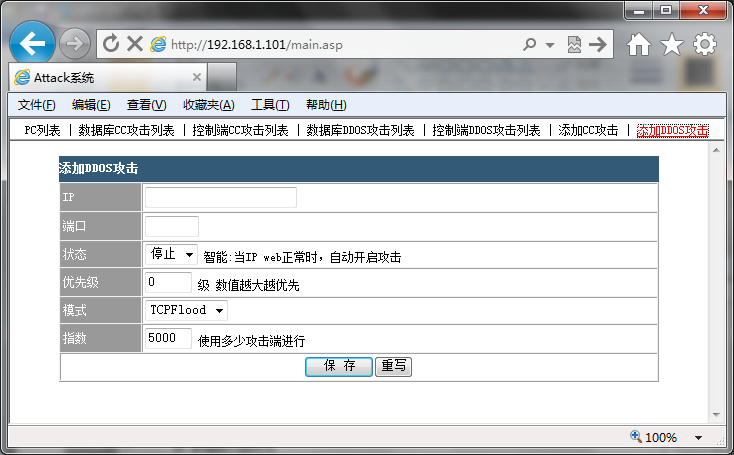 http://192.168.1.101/main.asp
Attack系统
文件(F) 编辑(E) 查看(V) 收藏夹(A) 工具(T) 帮助(H)
PC列表 | 数据库CC攻击列表 | 控制端CC攻击列表 | 数据库DDOS攻击列表 | 控制端DDOS攻击列表 | 添加CC攻击 | 添加DDOS攻击
添加DDOS攻击
IP
端口
状态 停止 智能:当IP web正常时，自动开启攻击
优先级 0 级 数值越大越优先
模式 TCPFlood
指数 5000 使用多少攻击端进行
保 存 重写
100%